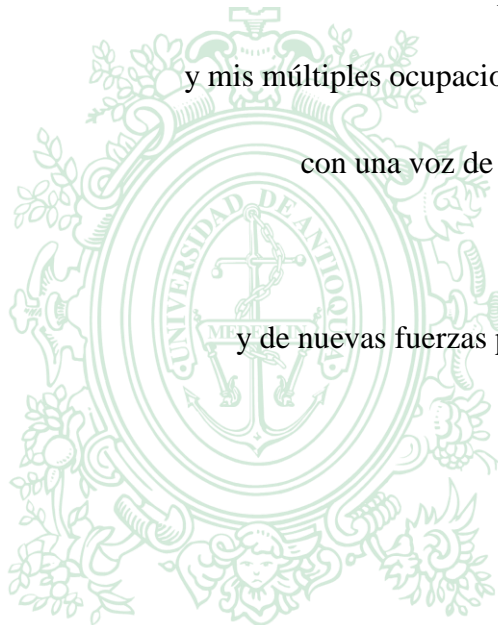 y mis múltiples ocupacio
con una voz de
UNIVERSIDAD DE ANTIOQUIA
MEDELLIN
y de nuevas fuerzas p